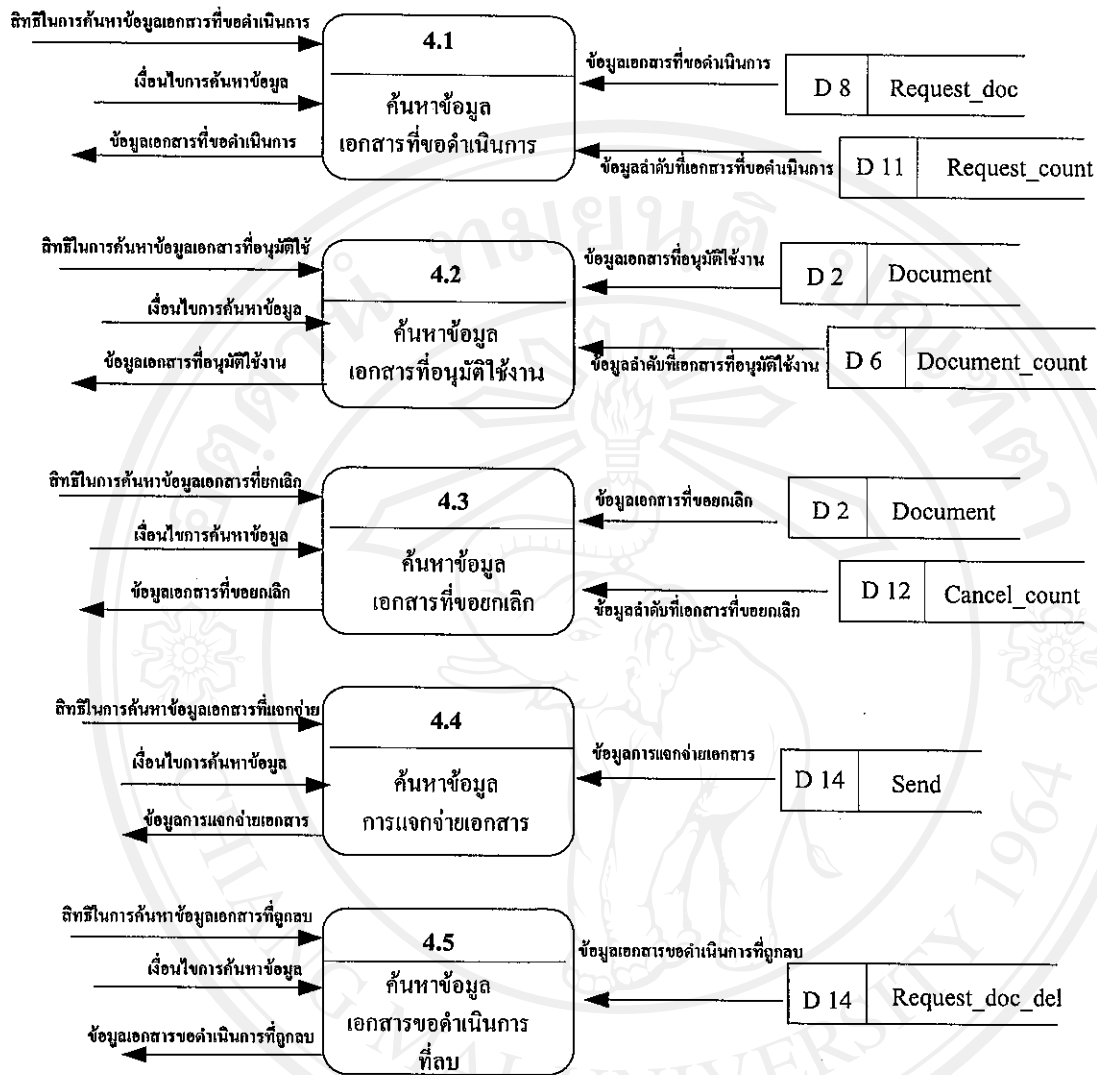 สิทธิในการค้นหาข้อมูลเอกสารที่ขอดำเนินการ
เงื่อนไขการค้นหาข้อมูล
ข้อมูลเอกสารที่ขอดำเนินการ
4.1
ค้นหาข้อมูล
เอกสารที่ขอดำเนินการ
ข้อมูลเอกสารที่ขอดำเนินการ
D 8 Request_doc
ข้อมูลลำดับที่เอกสารที่ขอดำเนินการ
D 11 Request_count
สิทธิในการค้นหาข้อมูลเอกสารที่อนุมัติใช้
เงื่อนไขการค้นหาข้อมูล
ข้อมูลเอกสารที่อนุมัติใช้งาน
4.2
ค้นหาข้อมูล
เอกสารที่อนุมัติใช้งาน
ข้อมูลเอกสารที่อนุมัติใช้งาน
D 2 Document
ข้อมูลลำดับที่เอกสารที่อนุมัติใช้งาน
D 6 Document_count
สิทธิในการค้นหาข้อมูลเอกสารที่ยกเลิก
เงื่อนไขการค้นหาข้อมูล
ข้อมูลเอกสารที่ขอยกเลิก
4.3
ค้นหาข้อมูล
เอกสารที่ขอยกเลิก
ข้อมูลเอกสารที่ขอยกเลิก
D 2 Document
ข้อมูลลำดับที่เอกสารที่ขอยกเลิก
D 12 Cancel_count
สิทธิในการค้นหาข้อมูลเอกสารที่แจกจ่าย
เงื่อนไขการค้นหาข้อมูล
ข้อมูลการแจกจ่ายเอกสาร
4.4
ค้นหาข้อมูล
การแจกจ่ายเอกสาร
ข้อมูลการแจกจ่ายเอกสาร
D 14 Send
สิทธิในการค้นหาข้อมูลเอกสารที่ถูกลบ
เงื่อนไขการค้นหาข้อมูล
ข้อมูลเอกสารขอดำเนินการที่ถูกลบ
4.5
ค้นหาข้อมูล
เอกสารขอดำเนินการ
ที่ลบ
ข้อมูลเอกสารขอดำเนินการที่ถูกลบ
D 14 Request_doc_del
CHIANG MAI UNIVERSITY 1964